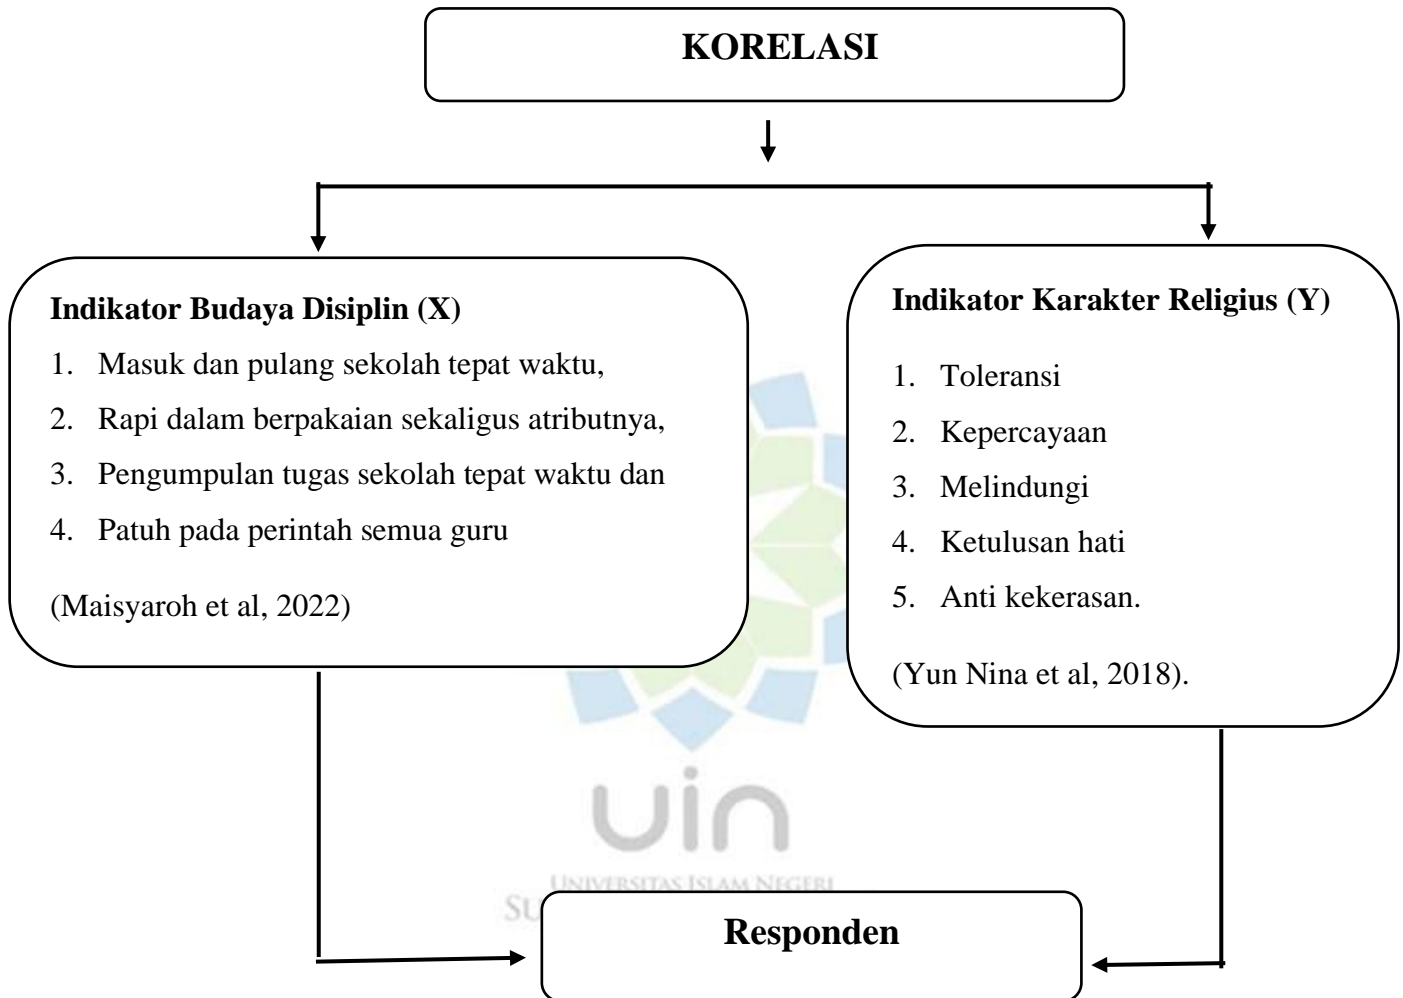 KORELASI
Indikator Budaya Disiplin (X)
1. Masuk dan pulang sekolah tepat waktu,
2. Rapi dalam berpakaian sekaligus atributnya,
3. Pengumpulan tugas sekolah tepat waktu dan
4. Patuh pada perintah semua guru
(Maisyaroh et al, 2022)
Indikator Karakter Religius (Y)
1. Toleransi
2. Kepercayaan
3. Melindungi
4. Ketulusan hati
5. Anti kekerasan.
(Yun Nina et al, 2018).
uin
UNIVERSITAS ISLAM NEGERI
Responden